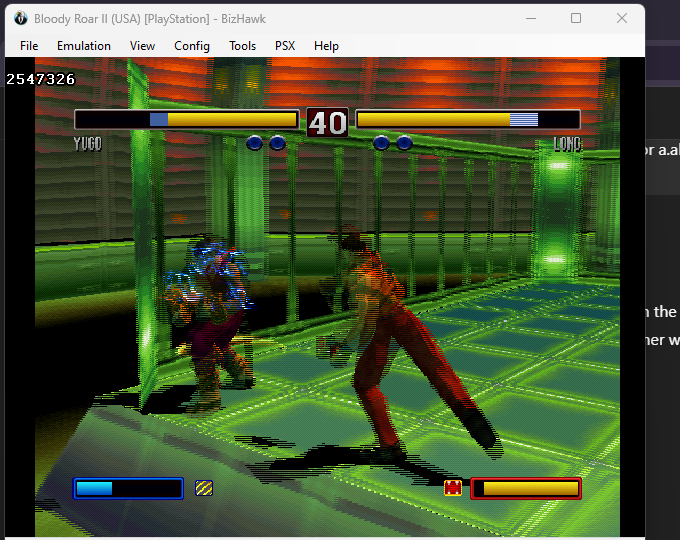 Bloody Roar II (USA) [PlayStation] - BizHawk
File Emulation View Config Tools PSX Help
2547326
40
YUGO LONG
or a.al
n the
her w